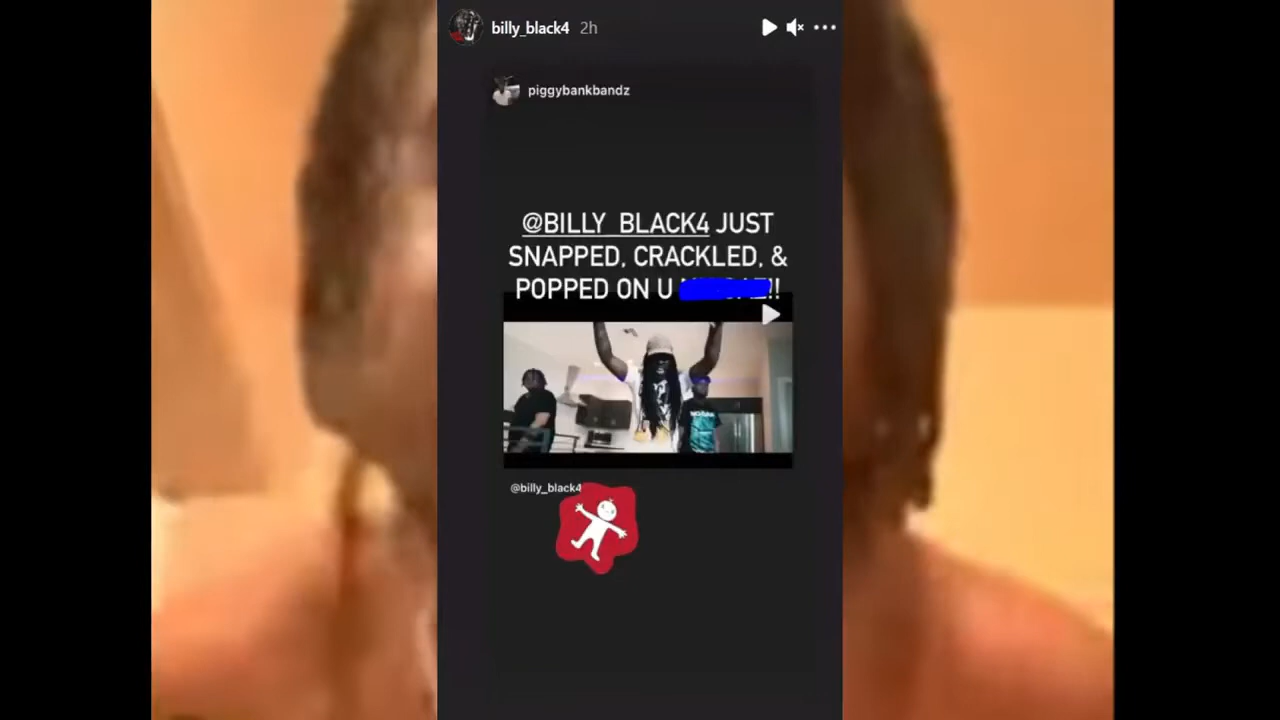 billy_black4 2h
piggybankbandz
@BILLY_BLACK4 JUST
SNAPPED, CRACKLED, &
POPPED ON U !!
@billy_black4